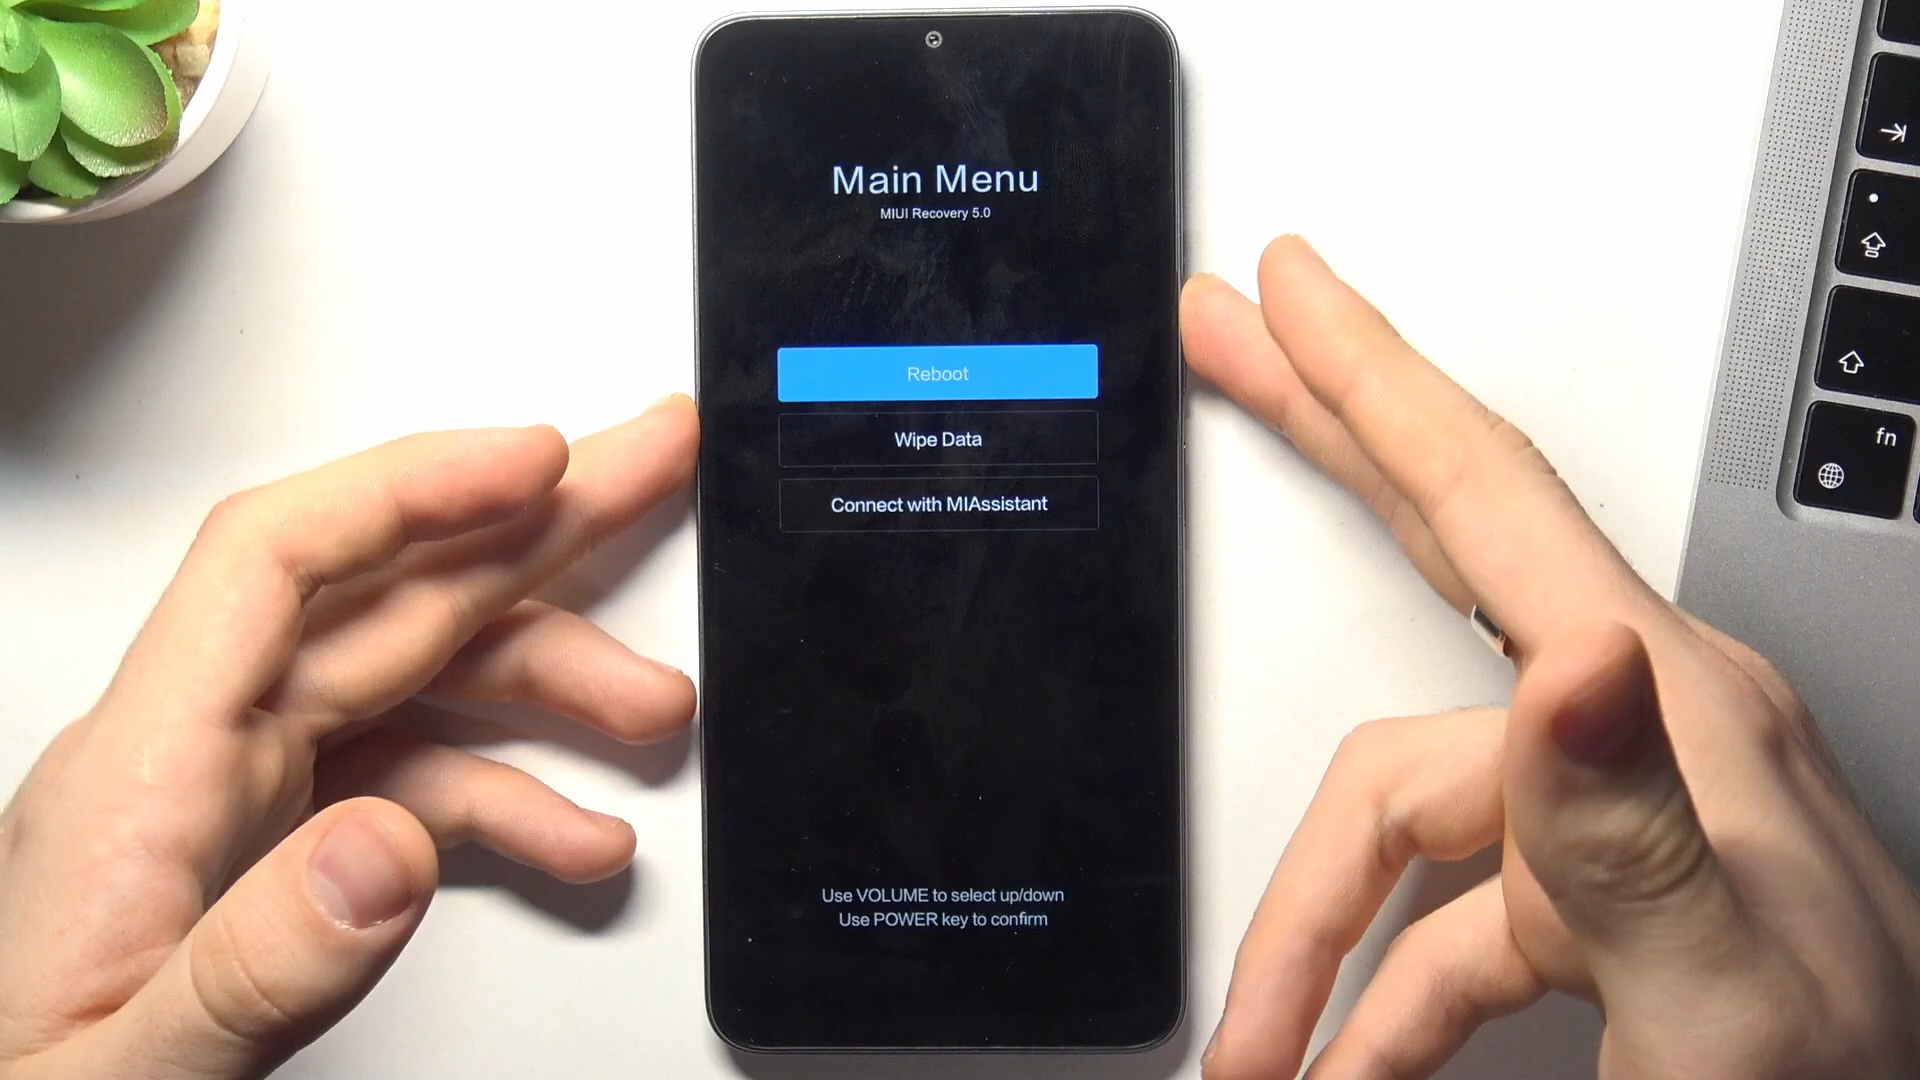 Main Menu
MIUI Recovery 5.0
Reboot
Wipe Data
Connect with MIAssistant
Use VOLUME to select up/down
Use POWER key to confirm
fn